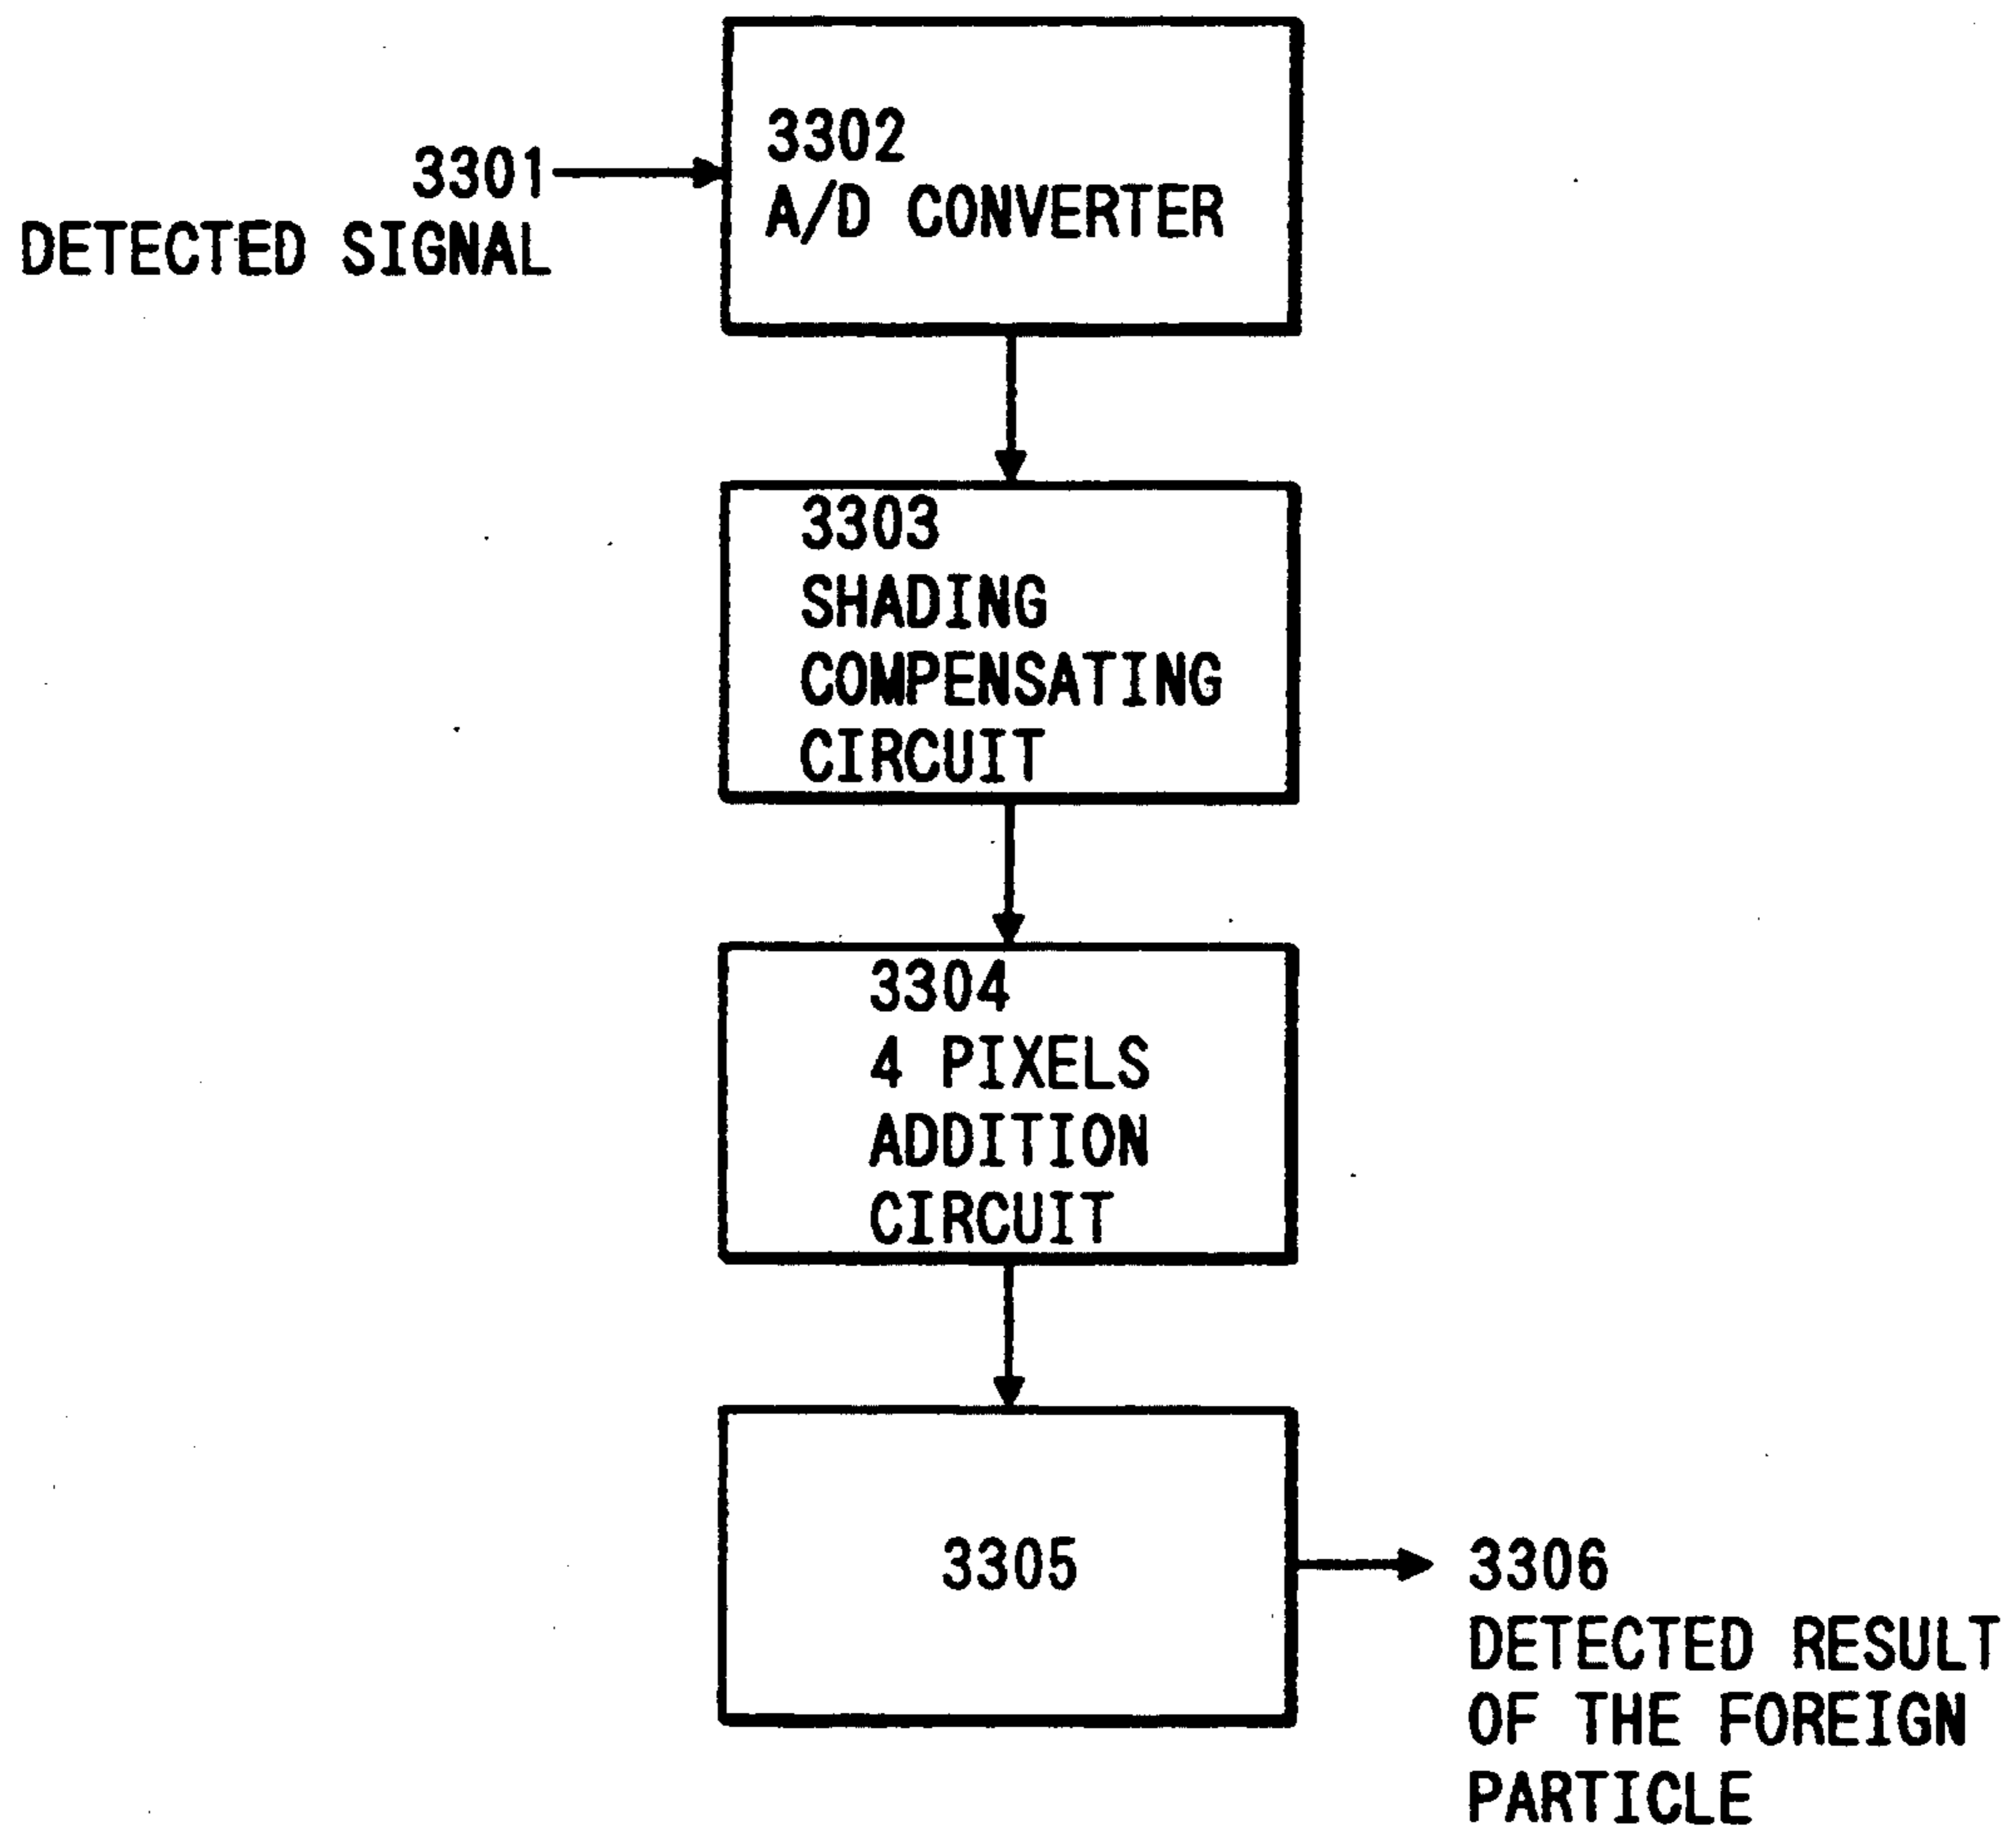 3301
DETECTED SIGNAL
3302
A/D CONVERTER
3303
SHADING
COMPENSATING
CIRCUIT
3304
4 PIXELS
ADDITION
CIRCUIT
3305
3306
DETECTED RESULT
OF THE FOREIGN
PARTICLE